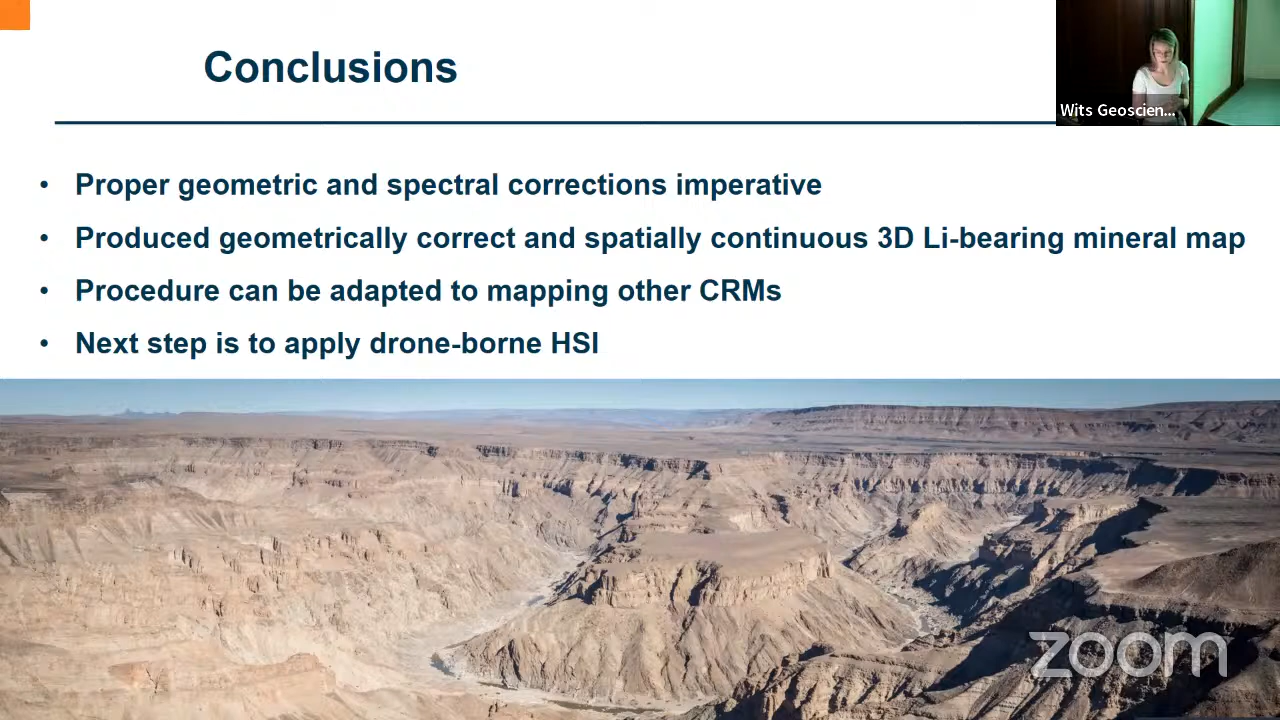 Conclusions
Wits Geoscien...
• Proper geometric and spectral corrections imperative
• Produced geometrically correct and spatially continuous 3D Li-bearing mineral map
• Procedure can be adapted to mapping other CRMs
• Next step is to apply drone-borne HSI
zoom